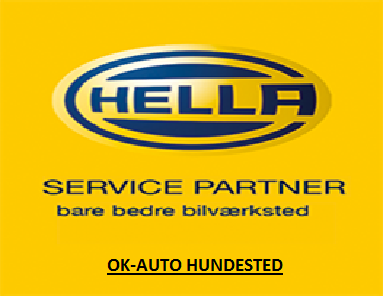 HELLA
SERVICE PARTNER
bare bedre bilværksted
OK-AUTO HUNDESTED